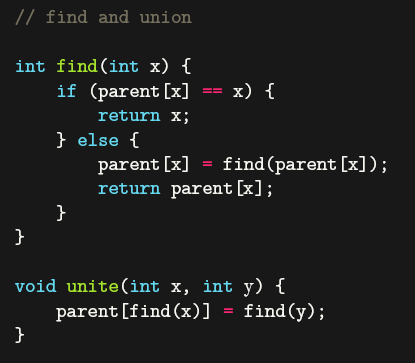 // find and union

int find(int x) {
    if (parent[x] == x) {
        return x;
    } else {
        parent[x] = find(parent[x]);
        return parent[x];
    }
}

void unite(int x, int y) {
    parent[find(x)] = find(y);
}